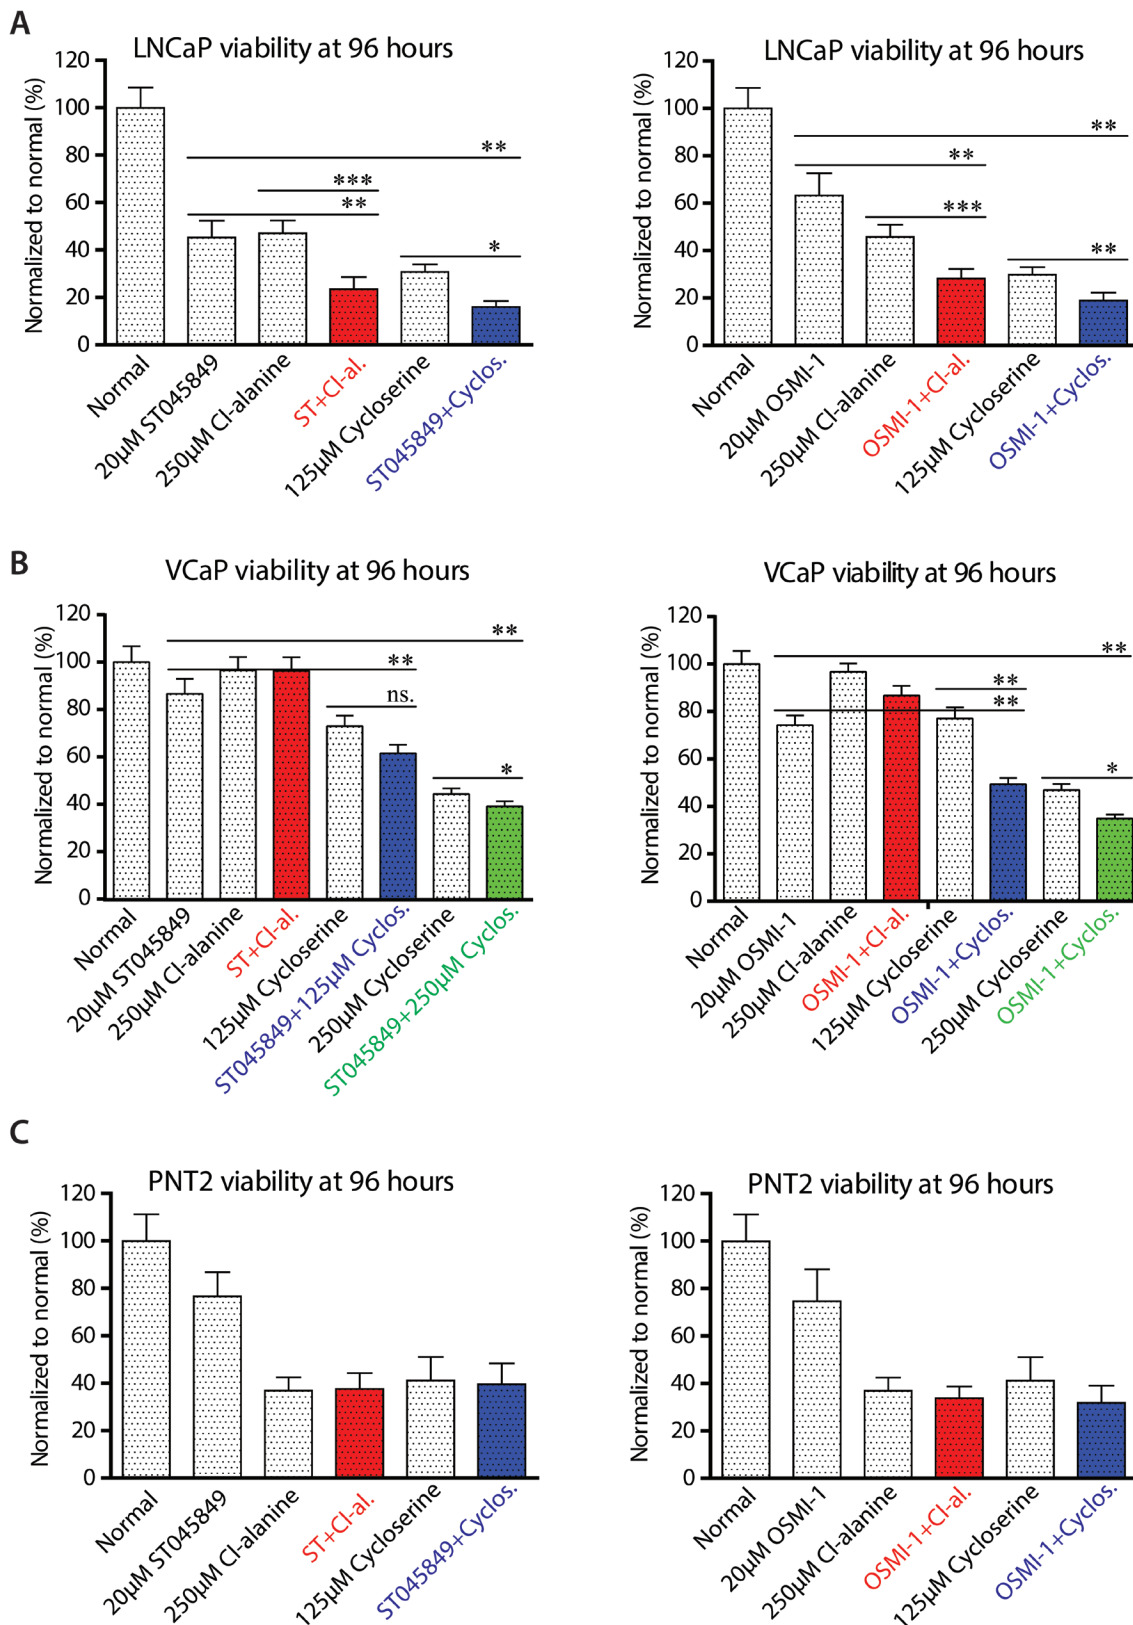 A
LNCaP viability at 96 hours
Normalized to normal (%)
120
100
80
60
40
20
0
**
***
**
*
Normal
20µM ST045849
250µM Cl-alanine
ST+Cl-al.
125µM Cycloserine
ST045849+Cyclos.
LNCaP viability at 96 hours
Normalized to normal (%)
120
100
80
60
40
20
0
**
**
***
**
Normal
20µM OSMI-1
250µM Cl-alanine
OSMI-1+Cl-al.
125µM Cycloserine
OSMI-1+Cyclos.
B
VCaP viability at 96 hours
Normalized to normal (%)
120
100
80
60
40
20
0
**
**
ns.
*
Normal
20µM ST045849
250µM Cl-alanine
ST+Cl-al.
125µM Cycloserine
ST045849+125µM Cyclos.
250µM Cycloserine
ST045849+250µM Cyclos.
VCaP viability at 96 hours
Normalized to normal (%)
120
100
80
60
40
20
0
**
**
**
*
Normal
20µM OSMI-1
250µM Cl-alanine
OSMI-1+Cl-al.
125µM Cycloserine
OSMI-1+Cyclos.
250µM Cycloserine
OSMI-1+Cyclos.
C
PNT2 viability at 96 hours
Normalized to normal (%)
120
100
80
60
40
20
0
Normal
20µM ST045849
250µM Cl-alanine
ST+Cl-al.
125µM Cycloserine
ST045849+Cyclos.
PNT2 viability at 96 hours
Normalized to normal (%)
120
100
80
60
40
20
0
Normal
20µM OSMI-1
250µM Cl-alanine
OSMI-1+Cl-al.
125µM Cycloserine
OSMI-1+Cyclos.